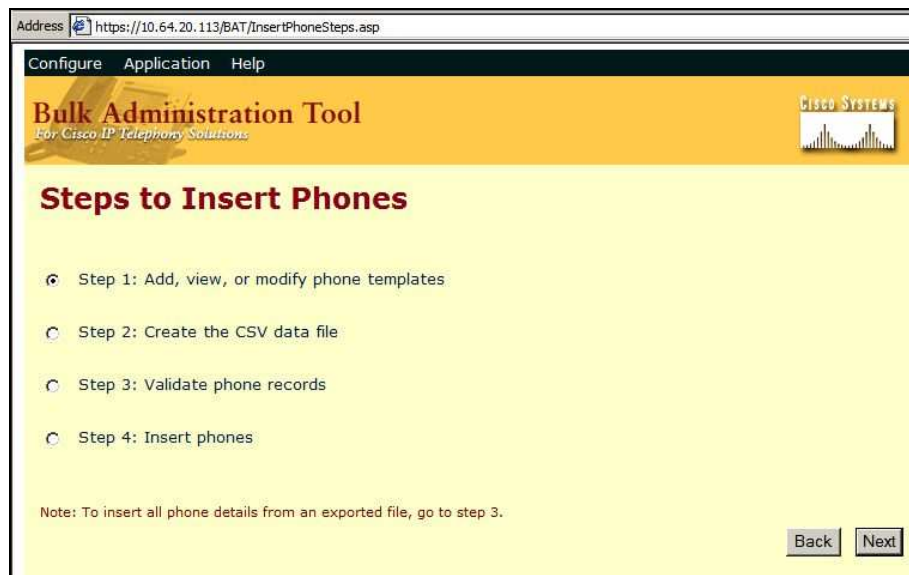 Address https://10.64.20.113/BAT/InsertPhoneSteps.asp
Configure Application Help
Bulk Administration Tool
For Cisco IP Telephony Solutions
CISCO SYSTEMS
Steps to Insert Phones
Step 1: Add, view, or modify phone templates
Step 2: Create the CSV data file
Step 3: Validate phone records
Step 4: Insert phones
Note: To insert all phone details from an exported file, go to step 3.
Back Next